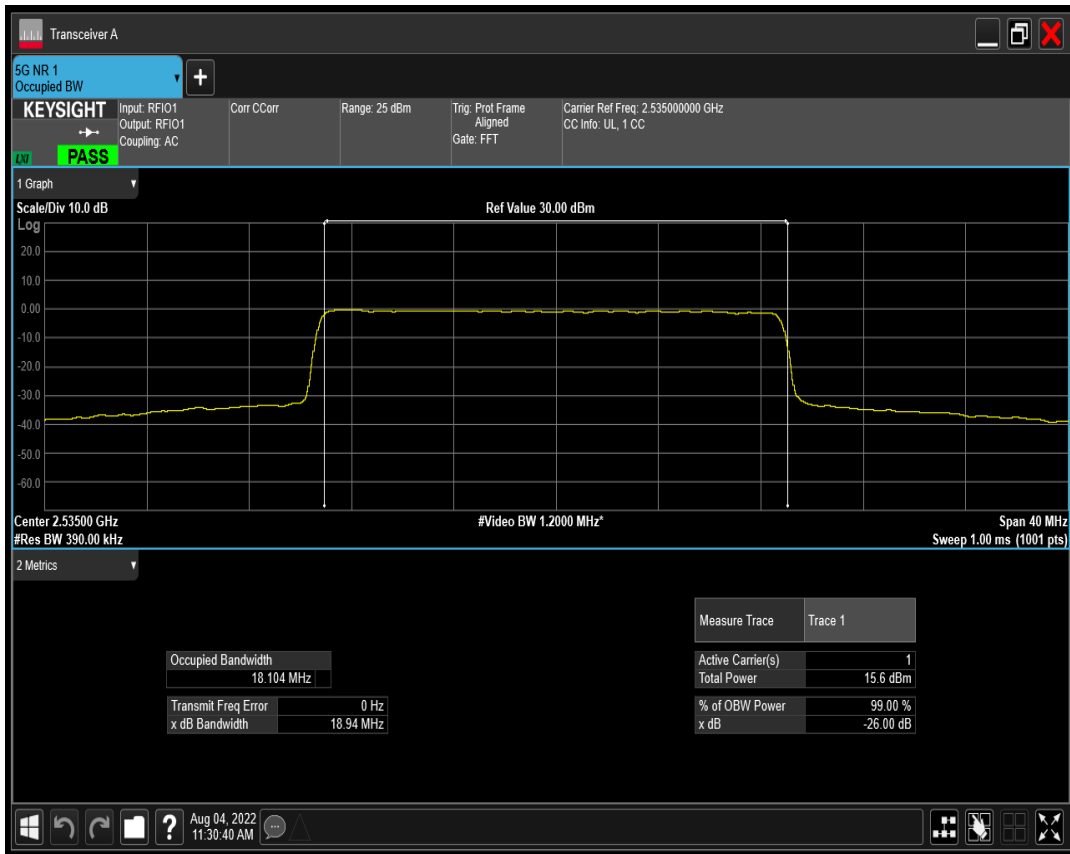 Transceiver A
5G NR 1
Occupied BW
KEYSIGHT
LXI
PASS
Input: RFIO1
Output: RFIO1
Coupling: AC
Corr CCorr
Range: 25 dBm
Trig: Prot Frame
Aligned
Gate: FFT
Carrier Ref Freq: 2.535000000 GHz
CC Info: UL, 1 CC
1 Graph
Scale/Div 10.0 dB
Ref Value 30.00 dBm
Log
20.0
10.0
0.00
-10.0
-20.0
-30.0
-40.0
-50.0
-60.0
Center 2.53500 GHz
#Video BW 1.2000 MHz*
Span 40 MHz
#Res BW 390.00 kHz
Sweep 1.00 ms (1001 pts)
2 Metrics
Measure Trace Trace 1
Occupied Bandwidth
18.104 MHz
Transmit Freq Error 0 Hz
x dB Bandwidth 18.94 MHz
Active Carrier(s) 1
Total Power 15.6 dBm
% of OBW Power 99.00 %
x dB -26.00 dB
?
Aug 04, 2022
11:30:40 AM